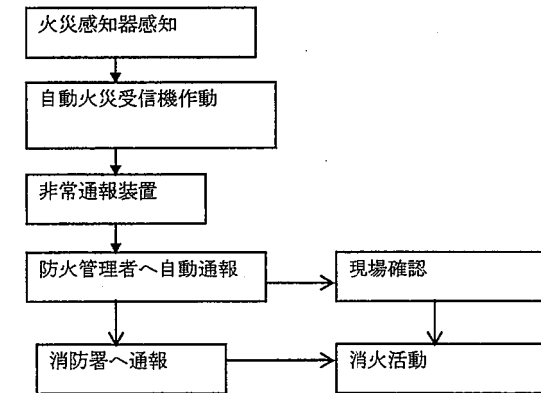 火災感知器感知
自動火災受信機作動
非常通報装置
防火管理者へ自動通報
現場確認
消防署へ通報
消火活動